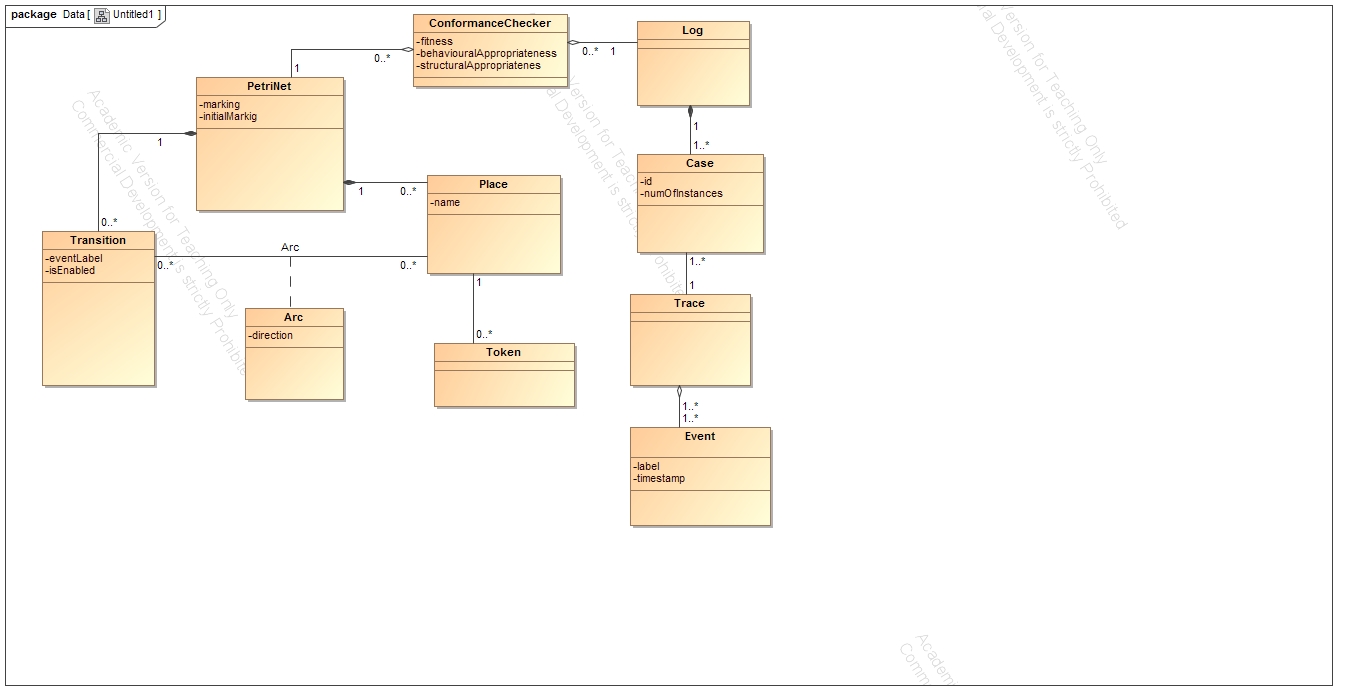 package Data [ Untitled1 ]
ConformanceChecker
-fitness
-behaviouralAppropriateness
-structuralAppropriatenes
0..*
1
0..* 1
Log
PetriNet
-marking
-initialMarkig
1
0..*
1
1..*
Case
-id
-numOfInstances
1 0..*
Place
-name
Transition
-eventLabel
-isEnabled
0..*
Arc
0..*
Arc
-direction
1
0..*
Token
1..*
1
Trace
1..*
1..*
Event
-label
-timestamp
Academic Version for Teaching Only
Commercial Development is strictly Prohibited
Version for Teaching Only
al Development is strictly Prohibited
Version for Teaching Only
al Development is strictly Prohibited
Academ
Comm